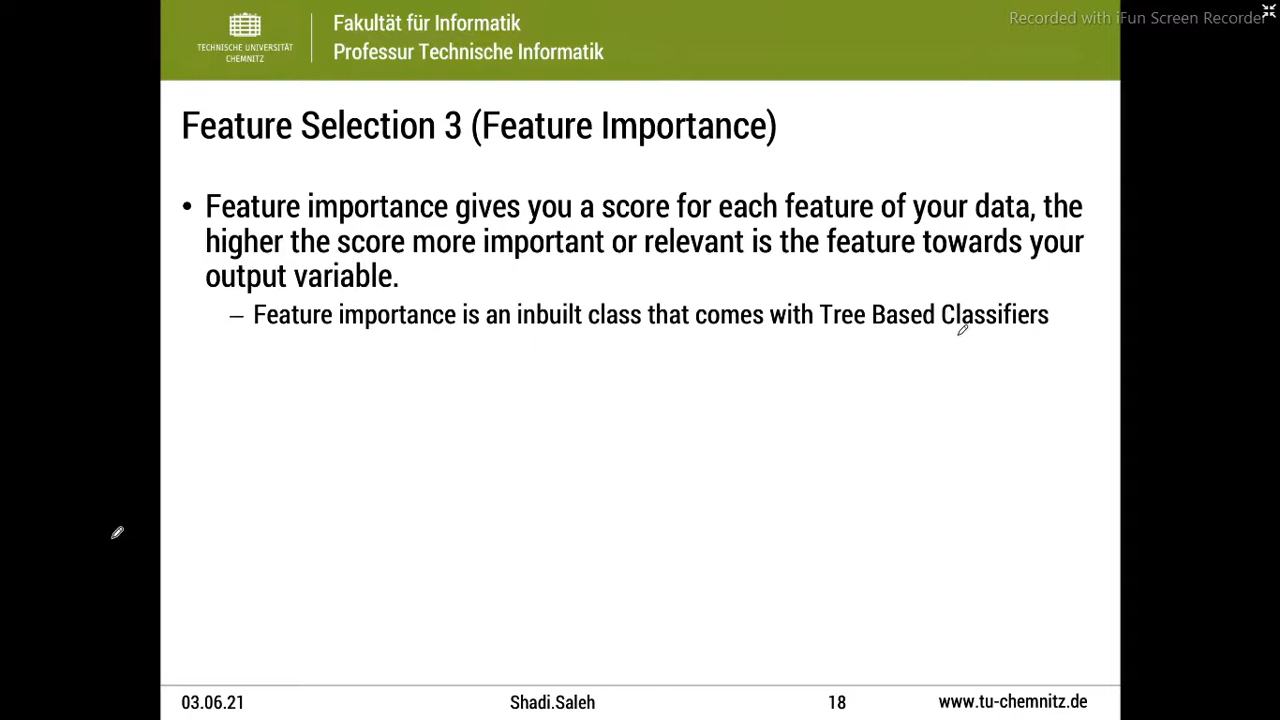 TECHNISCHE UNIVERSITÄT
CHEMNITZ
Fakultät für Informatik
Professur Technische Informatik
Recorded with iFun Screen Recorder
Feature Selection 3 (Feature Importance)
• Feature importance gives you a score for each feature of your data, the
higher the score more important or relevant is the feature towards your
output variable.
– Feature importance is an inbuilt class that comes with Tree Based Classifiers
03.06.21
Shadi.Saleh
18
www.tu-chemnitz.de